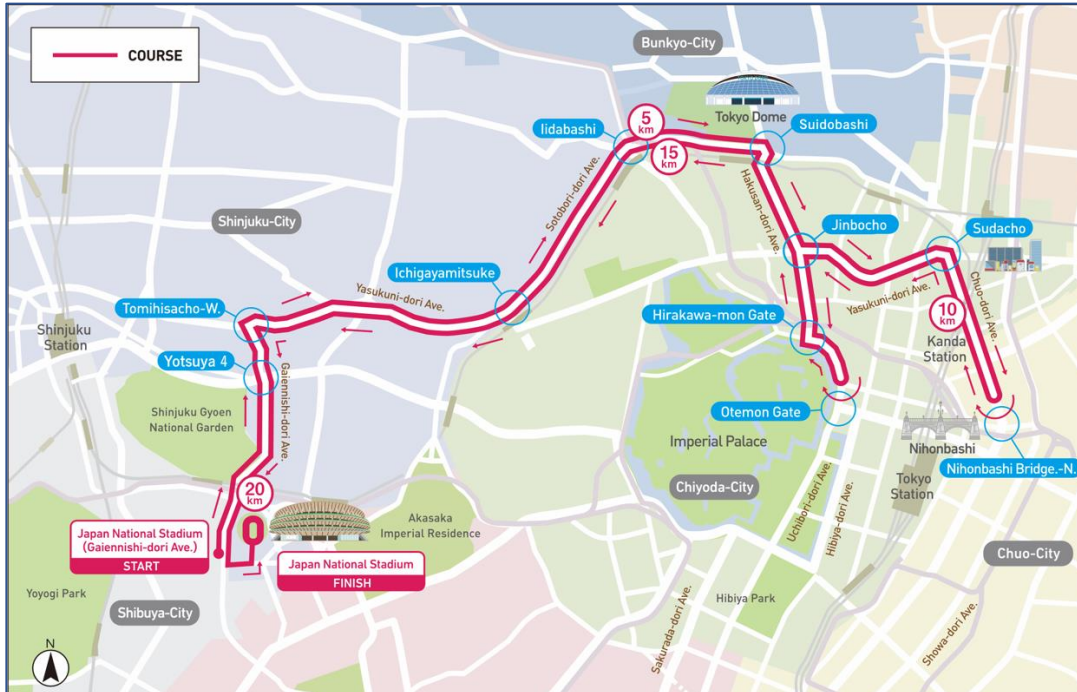 COURSE
Bunkyo-City
Tokyo Dome
5
km
15
km
Iidabashi
Suidobashi
Sotobori-dori Ave.
Hakusan-dori Ave.
Shinjuku-City
Jinbocho
Sudacho
Ichigayamitsuke
Yasukuni-dori Ave.
Yasukuni-dori Ave.
Chuo-dori Ave.
Tomihisacho-W.
Hirakawa-mon Gate
10
km
Kanda
Station
Shinjuku
Station
Yotsuya 4
Gaiennishi-dori Ave.
Shinjuku Gyoen
National Garden
Otemon Gate
Imperial Palace
Nihonbashi
Nihonbashi Bridge.-N.
Chiyoda-City
Tokyo
Station
Uchibori-dori Ave.
Hibiya-dori Ave.
20
km
Japan National Stadium
(Gaiennishi-dori Ave.)
START
Akasaka
Imperial Residence
Japan National Stadium
FINISH
Chuo-City
Yoyogi Park
Shibuya-City
Hibiya Park
Sakurada-dori Ave.
Showa-dori Ave.
N